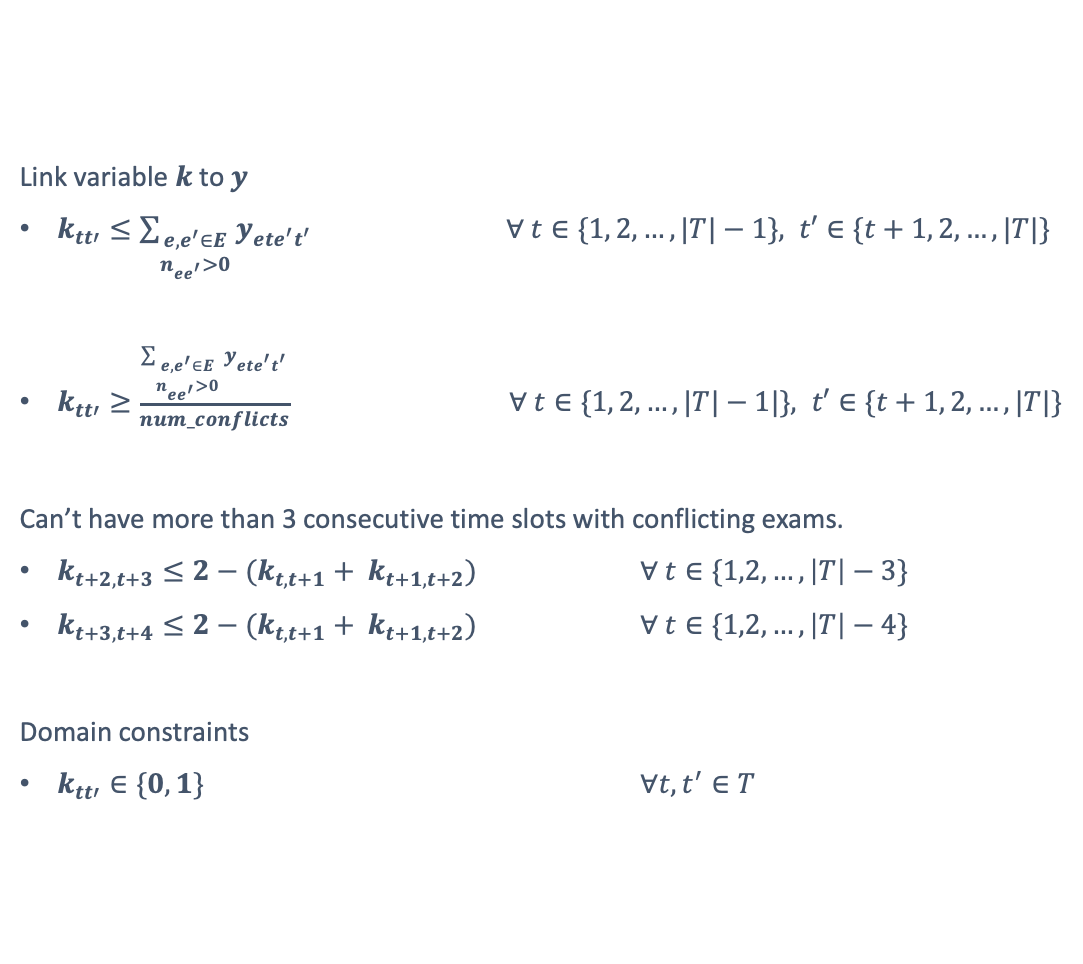 Link variable k to y
• k_{tt′} ≤ ∑_{e,e′∈E, n_{ee′}>0} y_{ete′t′} ∀ t ∈ {1, 2, … , |T| − 1}, t′ ∈ {t + 1, 2, … , |T|}
• k_{tt′} ≥ (∑_{e,e′∈E, n_{ee′}>0} y_{ete′t′}) / num_conflicts ∀ t ∈ {1, 2, … , |T| − 1|}, t′ ∈ {t + 1, 2, … , |T|}
Can’t have more than 3 consecutive time slots with conflicting exams.
• k_{t+2,t+3} ≤ 2 − (k_{t,t+1} + k_{t+1,t+2}) ∀ t ∈ {1,2, … , |T| − 3}
• k_{t+3,t+4} ≤ 2 − (k_{t,t+1} + k_{t+1,t+2}) ∀ t ∈ {1,2, … , |T| − 4}
Domain constraints
• k_{tt′} ∈ {0, 1} ∀t, t′ ∈ T